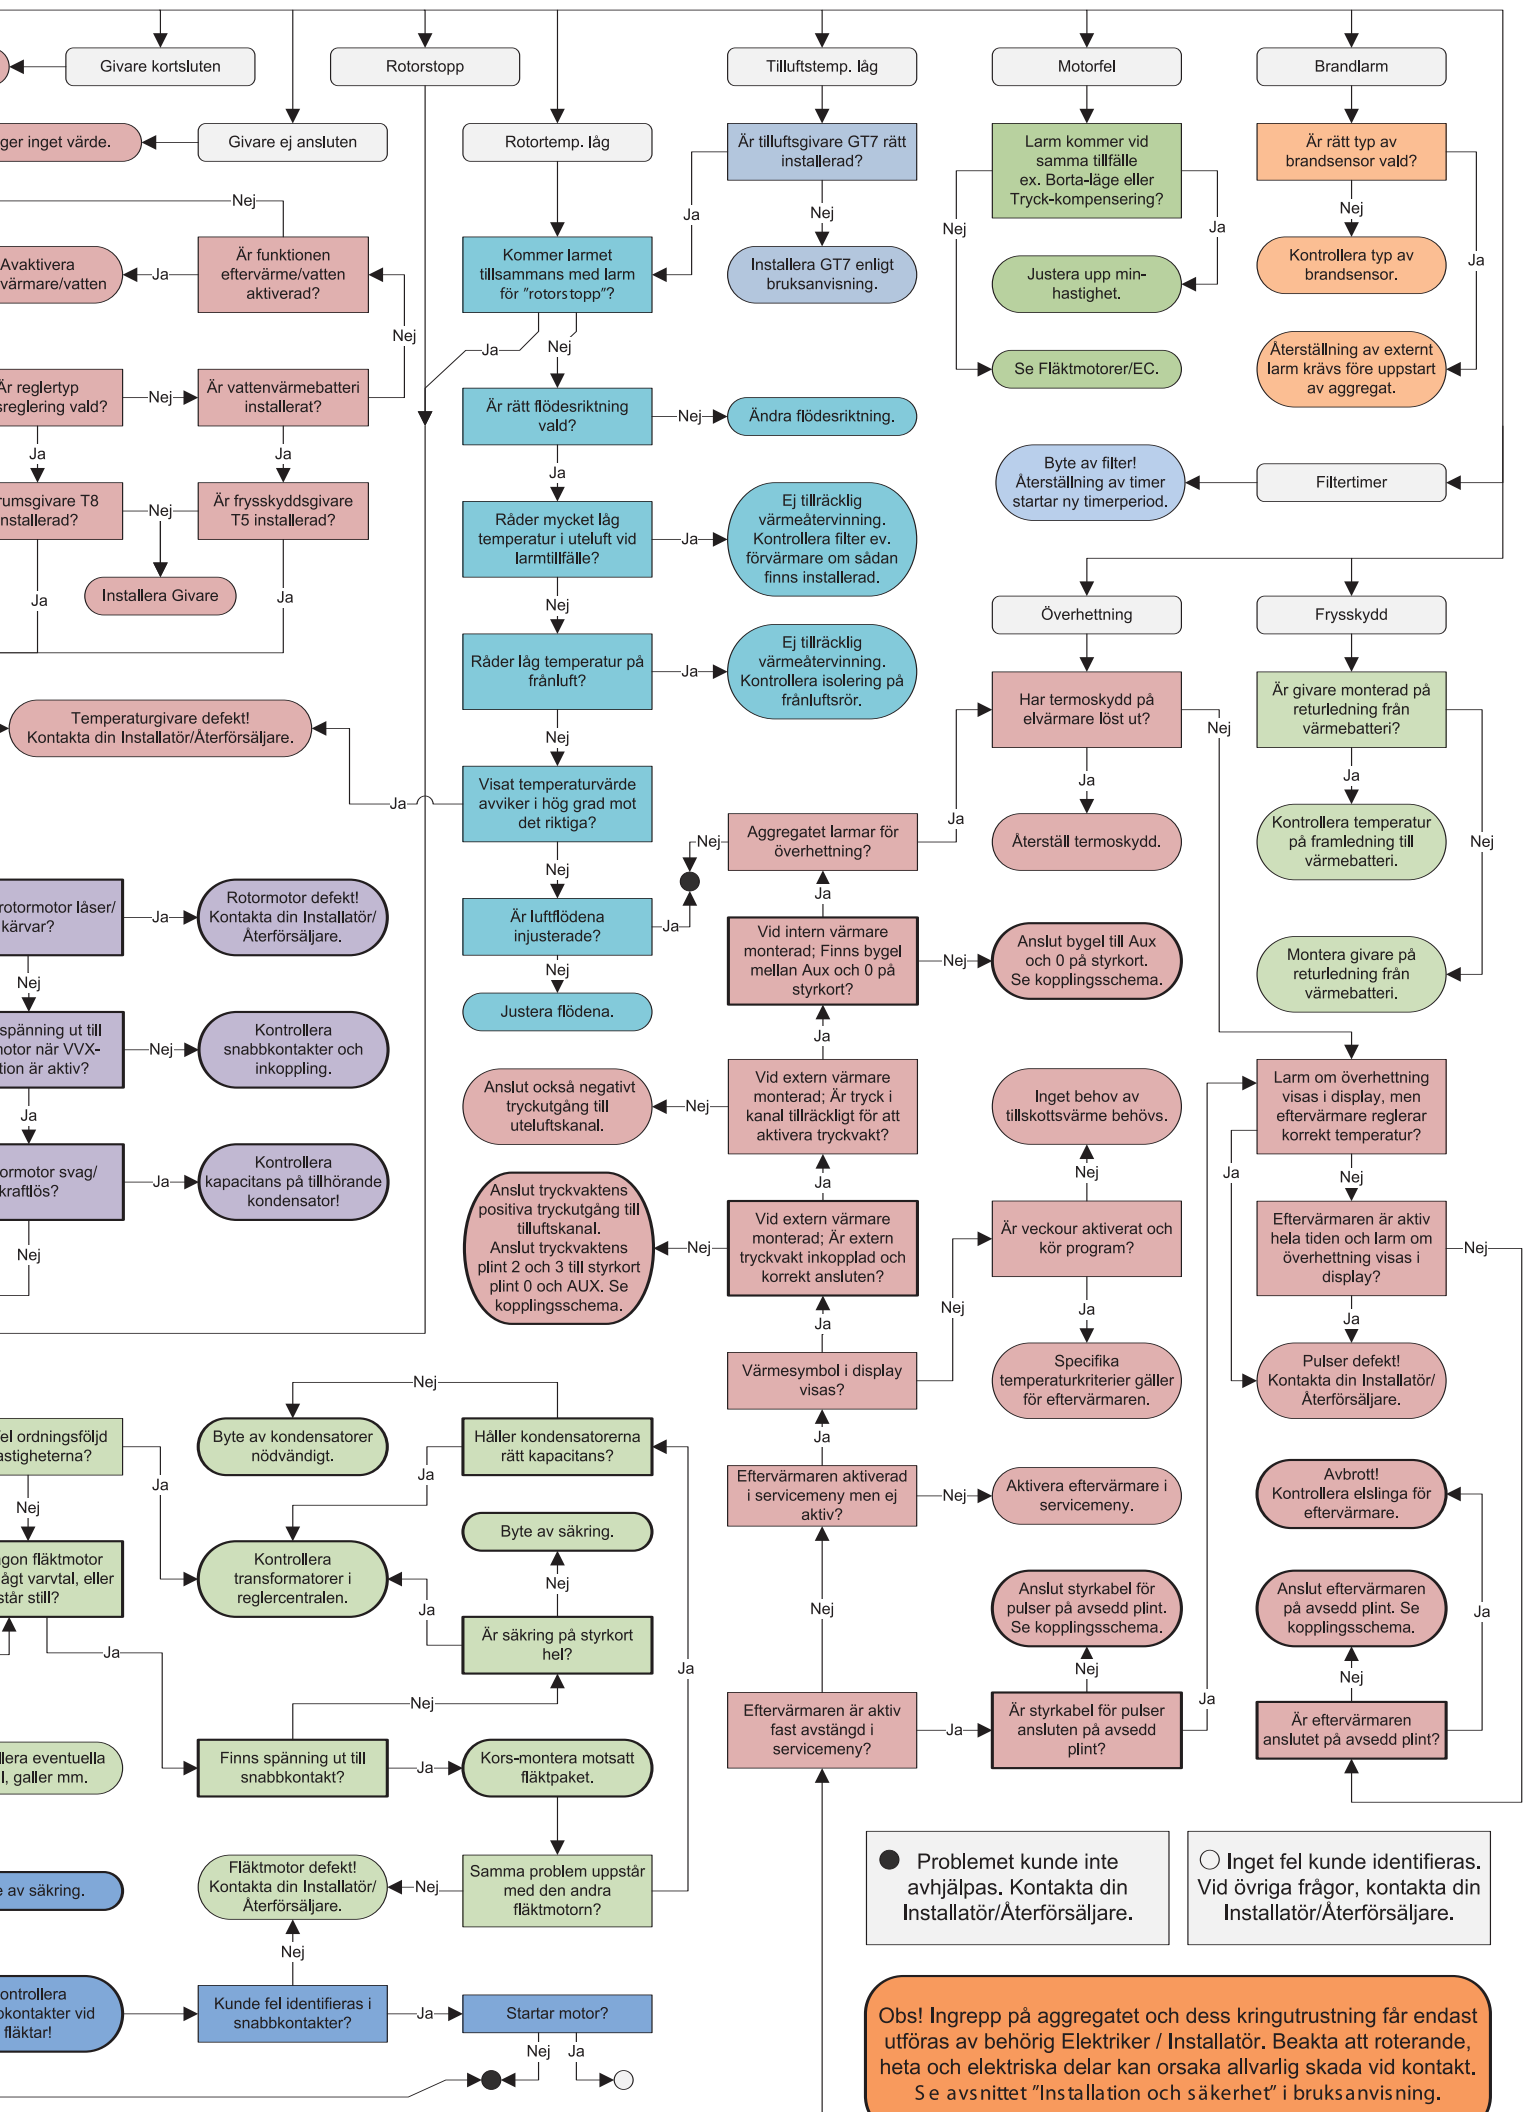 Givare kortsluten
Rotorstopp
Tilluftstemp. låg
Motorfel
Brandlarm
ger inget värde.
Givare ej ansluten
Rotortemp. låg
Är tilluftsgivare GT7 rätt
installerad?
Larm kommer vid
samma tillfälle
ex. Borta-läge eller
Tryck-kompensering?
Är rätt typ av
brandsensor vald?
Nej
Ja
Nej
Nej
Ja
Nej
Ja
Avaktivera
värmare/vatten
Ja
Är funktionen
eftervärme/vatten
aktiverad?
Kommer larmet
tillsammans med larm
för "rotorstopp"?
Installera GT7 enligt
bruksanvisning.
Justera upp min-
hastighet.
Kontrollera typ av
brandsensor.
Nej
Ja
Nej
Är reglertyp
sreglering vald?
Nej
Är vattenvärmebatteri
installerat?
Se Fläktmotorer/EC.
Återställning av externt
larm krävs före uppstart
av aggregat.
Är rätt flödesriktning
vald?
Nej
Ändra flödesriktning.
Ja
Ja
Ja
Byte av filter!
Återställning av timer
startar ny timerperiod.
Filtertimer
rumsgivare T8
installerad?
Nej
Är frysskyddsgivare
T5 installerad?
Råder mycket låg
temperatur i uteluft vid
larmtillfälle?
Ja
Ej tillräcklig
värmeåtervinning.
Kontrollera filter ev.
förvärmare om sådan
finns installerad.
Installera Givare
Ja
Ja
Nej
Överhettning
Frysskydd
Råder låg temperatur på
frånluft?
Ja
Ej tillräcklig
värmeåtervinning.
Kontrollera isolering på
frånluftsrör.
Har termoskydd på
elvärmare löst ut?
Nej
Är givare monterad på
returledning från
värmebatteri?
Temperaturgivare defekt!
Kontakta din Installatör/Återförsäljare.
Nej
Ja
Ja
Visat temperaturvärde
avviker i hög grad mot
det riktiga?
Ja
Aggregatet larmar för
överhettning?
Nej
Ja
Återställ termoskydd.
Kontrollera temperatur
på framledning till
värmebatteri.
Nej
Nej
Ja
rotormotor låser/
kärvar?
Ja
Rotormotor defekt!
Kontakta din Installatör/
Återförsäljare.
Är luftflödena
injusterade?
Ja
Vid intern värmare
monterad; Finns bygel
mellan Aux och 0 på
styrkort?
Nej
Anslut bygel till Aux
och 0 på styrkort.
Se kopplingsschema.
Montera givare på
returledning från
värmebatteri.
Nej
Nej
Justera flödena.
Ja
spänning ut till
motor när VVX-
tion är aktiv?
Nej
Kontrollera
snabbkontakter och
inkoppling.
Anslut också negativt
tryckutgång till
uteluftskanal.
Nej
Vid extern värmare
monterad; Är tryck i
kanal tillräckligt för att
aktivera tryckvakt?
Inget behov av
tillskottsvärme behövs.
Larm om överhettning
visas i display, men
eftervärmare reglerar
korrekt temperatur?
Ja
Ja
Nej
Ja
Nej
ormotor svag/
kraftlös?
Ja
Kontrollera
kapacitans på tillhörande
kondensator!
Anslut tryckvaktens
positiva tryckutgång till
tilluftskanal.
Anslut tryckvaktens
plint 2 och 3 till styrkort
plint 0 och AUX. Se
kopplingsschema.
Nej
Vid extern värmare
monterad; Är extern
tryckvakt inkopplad och
korrekt ansluten?
Är veckour aktiverat och
kör program?
Eftervärmaren är aktiv
hela tiden och larm om
överhettning visas i
display?
Nej
Nej
Ja
Nej
Ja
Ja
Värmesymbol i display
visas?
Specifika
temperaturkriterier gäller
för eftervärmaren.
Pulser defekt!
Kontakta din Installatör/
Återförsäljare.
Nej
Fel ordningsföljd
astigheterna?
Byte av kondensatorer
nödvändigt.
Håller kondensatorerna
rätt kapacitans?
Ja
Ja
Ja
Nej
Eftervärmaren aktiverad
i servicemeny men ej
aktiv?
Nej
Aktivera eftervärmare i
servicemeny.
Avbrott!
Kontrollera elslinga för
eftervärmare.
Byte av säkring.
gon fläktmotor
ågt varvtal, eller
står still?
Kontrollera
transformatorer i
reglercentralen.
Nej
Ja
Nej
Anslut styrkabel för
pulser på avsedd plint.
Se kopplingsschema.
Anslut eftervärmaren
på avsedd plint. Se
kopplingsschema.
Ja
Är säkring på styrkort
hel?
Ja
Ja
Nej
Nej
Nej
Eftervärmaren är aktiv
fast avstängd i
servicemeny?
Ja
Är styrkabel för pulser
ansluten på avsedd
plint?
Ja
Är eftervärmaren
anslutet på avsedd plint?
llera eventuella
l, galler mm.
Finns spänning ut till
snabbkontakt?
Ja
Kors-montera motsatt
fläktpaket.
e av säkring.
Fläktmotor defekt!
Kontakta din Installatör/
Återförsäljare.
Nej
Samma problem uppstår
med den andra
fläktmotorn?
Problemet kunde inte
avhjälpas. Kontakta din
Installatör/Återförsäljare.
Inget fel kunde identifieras.
Vid övriga frågor, kontakta din
Installatör/Återförsäljare.
Nej
ontrollera
bkontakter vid
fläktar!
Kunde fel identifieras i
snabbkontakter?
Ja
Startar motor?
Nej
Ja
Obs! Ingrepp på aggregatet och dess kringutrustning får endast
utföras av behörig Elektriker / Installatör. Beakta att roterande,
heta och elektriska delar kan orsaka allvarlig skada vid kontakt.
Se avsnittet "Installation och säkerhet" i bruksanvisning.